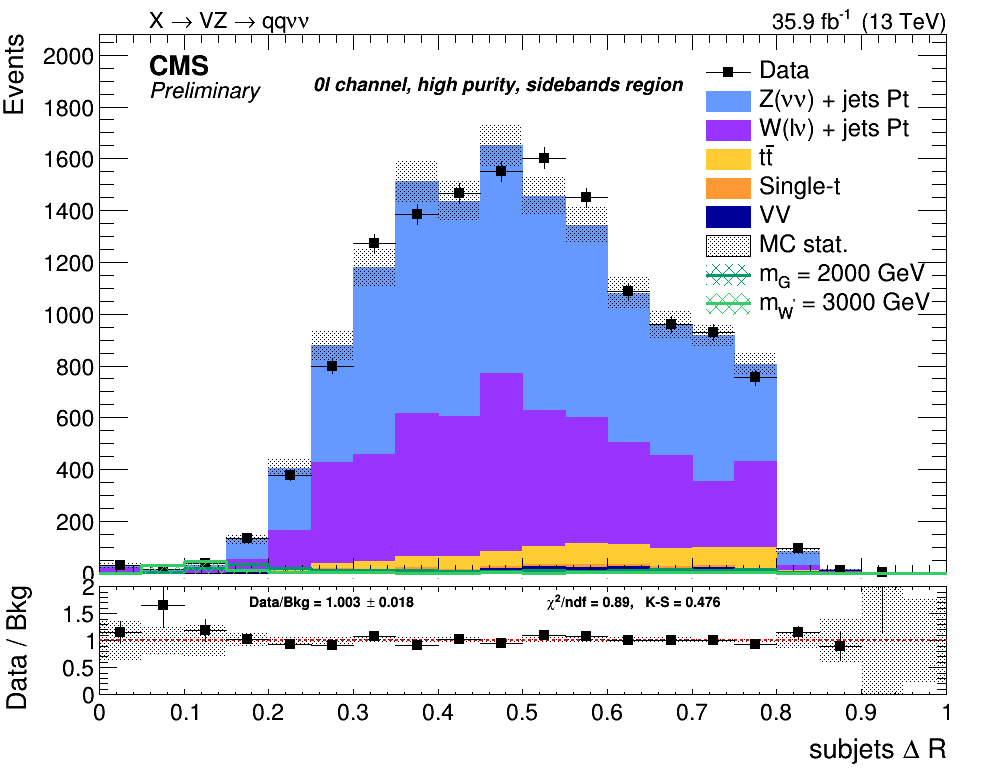 X → VZ → qqνν
35.9 fb⁻¹ (13 TeV)
Events
2000
1800
1600
1400
1200
1000
800
600
400
200
0
CMS
Preliminary
0l channel, high purity, sidebands region
Data
Z(νν) + jets Pt
W(lν) + jets Pt
tt̄
Single-t
VV
MC stat.
m_G = 2000 GeV
m_W' = 3000 GeV
Data / Bkg
2
1.5
1
0.5
0
Data/Bkg = 1.003 ± 0.018
χ²/ndf = 0.89, K-S = 0.476
0 0.1 0.2 0.3 0.4 0.5 0.6 0.7 0.8 0.9 1
subjets Δ R